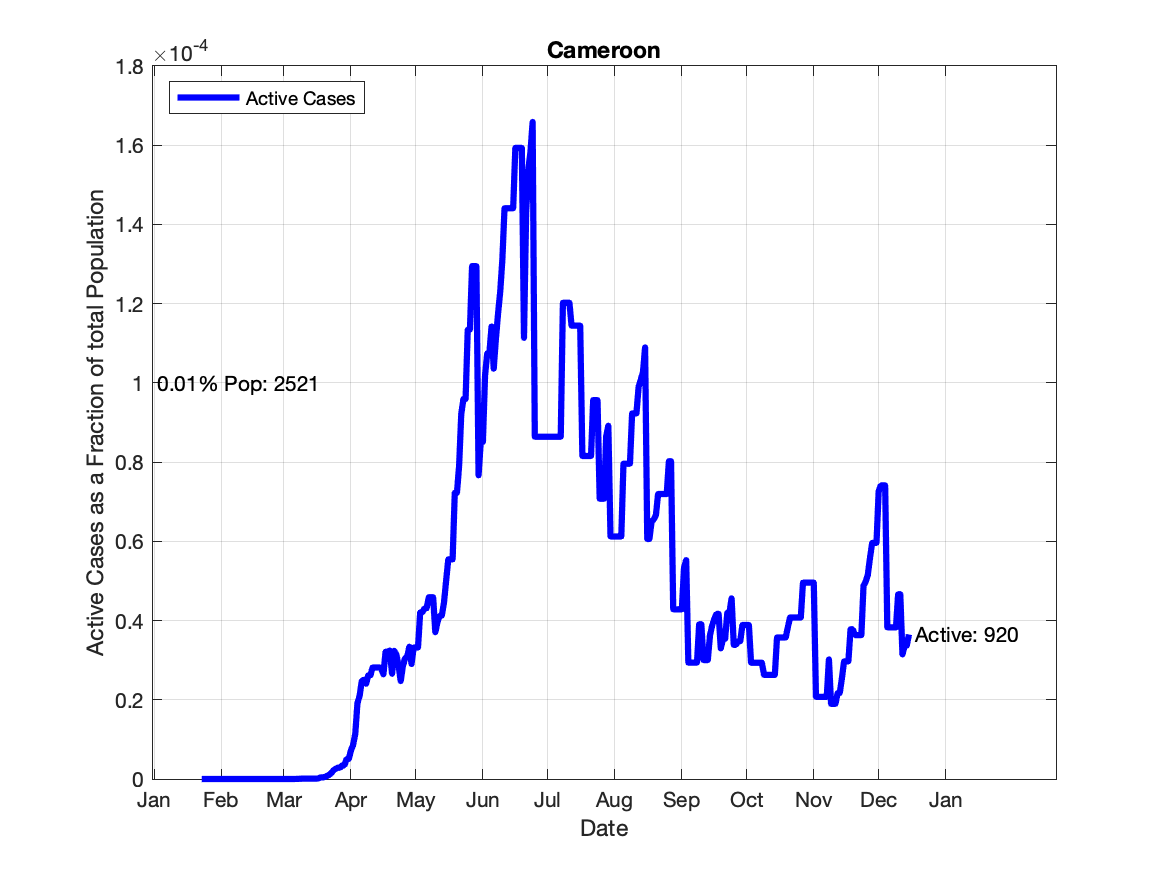 ×10-4
Cameroon
Active Cases
Active Cases as a Fraction of total Population
1.8
1.6
1.4
1.2
1
0.8
0.6
0.4
0.2
0
0.01% Pop: 2521
Active: 920
Jan Feb Mar Apr May Jun Jul Aug Sep Oct Nov Dec Jan
Date